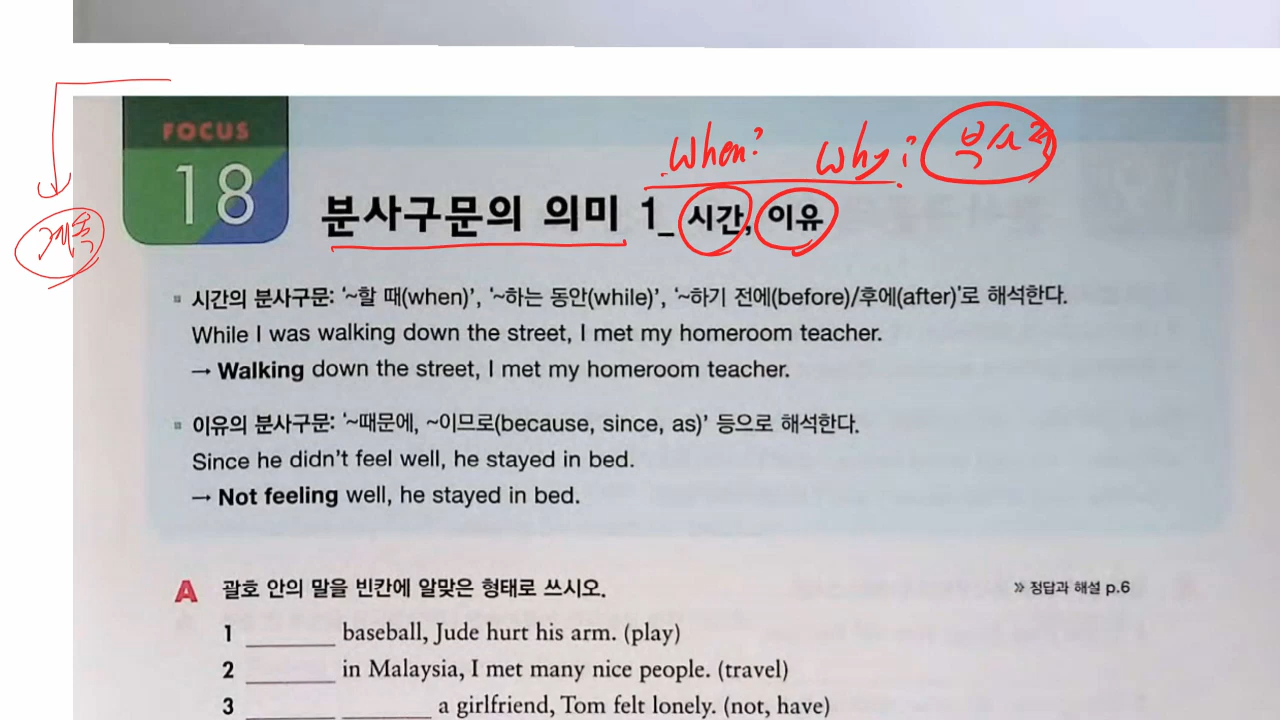 FOCUS
18
when? why?
분사구문의 의미 1_ 시간, 이유
계속
▪ 시간의 분사구문: ‘~할 때(when)’, ‘~하는 동안(while)’, ‘~하기 전에(before)/후에(after)’로 해석한다.
While I was walking down the street, I met my homeroom teacher.
→ Walking down the street, I met my homeroom teacher.
▪ 이유의 분사구문: ‘~때문에, ~이므로(because, since, as)’ 등으로 해석한다.
Since he didn’t feel well, he stayed in bed.
→ Not feeling well, he stayed in bed.
A 괄호 안의 말을 빈칸에 알맞은 형태로 쓰시오.
» 정답과 해설 p.6
1 ________ baseball, Jude hurt his arm. (play)
2 ________ in Malaysia, I met many nice people. (travel)
3 ________ ________ a girlfriend, Tom felt lonely. (not, have)